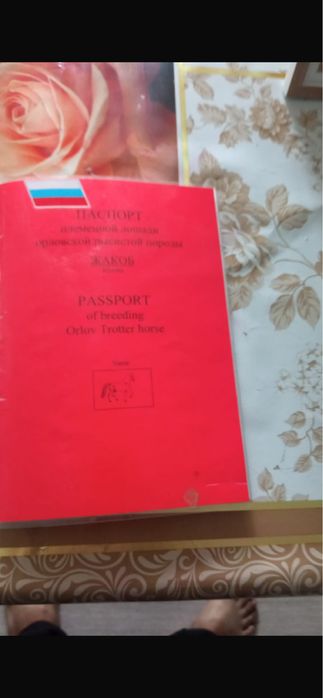 ПАСПОРТ
племенной лошади
орловской рысистой породы
ЖАКОБ
PASSPORT
of breeding
Orlov Trotter horse